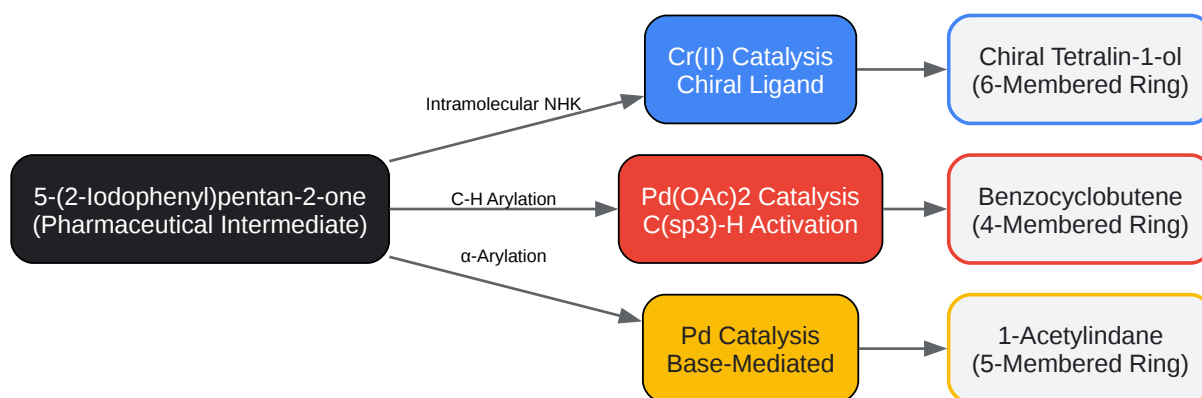 Cr(II) Catalysis
Chiral Ligand
Chiral Tetralin-1-ol
(6-Membered Ring)
Intramolecular NHK
5-(2-Iodophenyl)pentan-2-one
(Pharmaceutical Intermediate)
C-H Arylation
Pd(OAc)2 Catalysis
C(sp3)-H Activation
Benzocyclobutene
(4-Membered Ring)
α-Arylation
Pd Catalysis
Base-Mediated
1-Acetylindane
(5-Membered Ring)